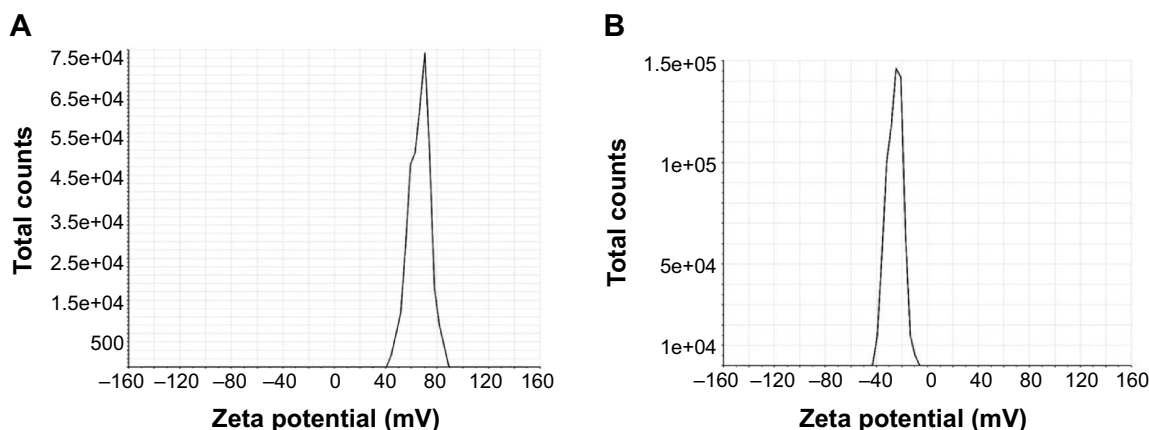 A
Total counts
7.5e+04
6.5e+04
5.5e+04
4.5e+04
3.5e+04
2.5e+04
1.5e+04
500
–160 –120 –80 –40 0 40 80 120 160
Zeta potential (mV)
B
Total counts
1.5e+05
1e+05
5e+04
1e+04
–160 –120 –80 –40 0 40 80 120 160
Zeta potential (mV)